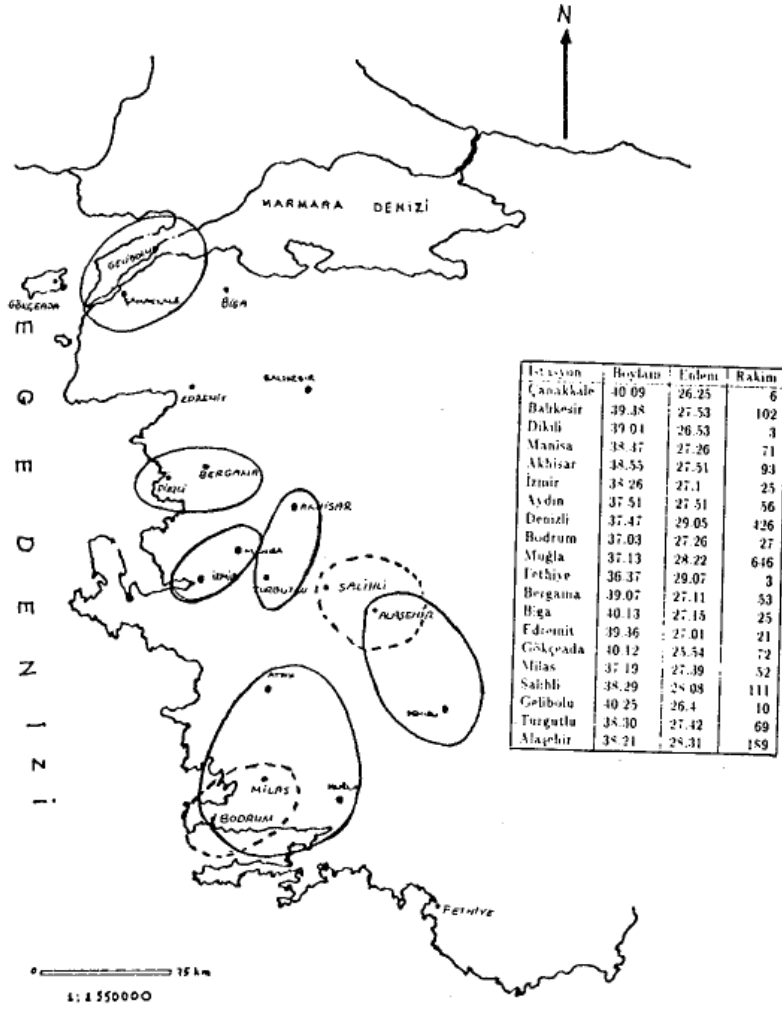 N
MARMARA DENİZİ
GELİBOLU
GÖKÇEADA
ÇANAKKALE
BİGA
EGE DENİZİ
EDREMİT
BALIKESİR
DİKİLİ
BERGAMA
AKHİSAR
MANİSA
İZMİR
TURGUTLU
SALİHLİ
ALAŞEHİR
AYDIN
DENİZLİ
MİLAS
MUĞLA
BODRUM
FETHİYE
0 75 km
1:1350000
İstasyon Boylam Enlem Rakim
Çanakkale 40.09 26.25 6
Balıkesir 39.38 27.53 102
Dikili 39.04 26.53 3
Manisa 38.37 27.26 71
Akhisar 38.55 27.51 93
İzmir 38.26 27.1 25
Aydın 37.51 27.51 56
Denizli 37.47 29.05 426
Bodrum 37.03 27.26 27
Muğla 37.13 28.22 646
Fethiye 36.37 29.07 3
Bergama 39.07 27.11 53
Biga 40.13 27.15 25
Edremit 39.36 27.01 21
Gökçeada 40.12 25.54 72
Milas 37.19 27.39 52
Salihli 38.29 28.08 111
Gelibolu 40.25 26.4 10
Turgutlu 38.30 27.42 69
Alaşehir 38.21 28.31 189